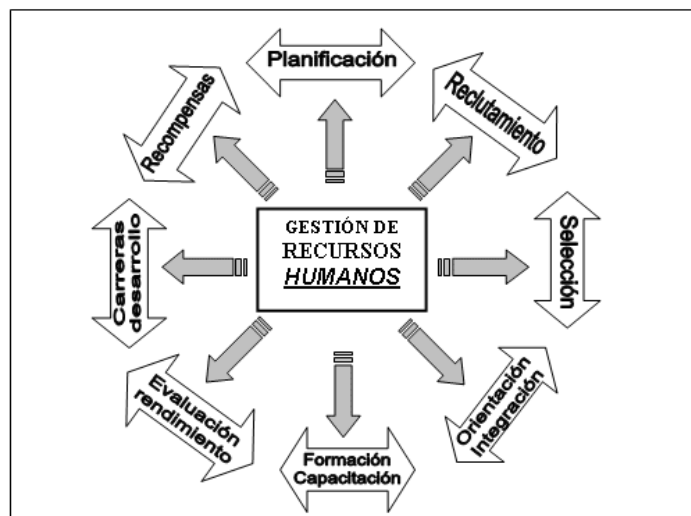 Planificación
Reclutamiento
Selección
Orientación
Integración
Formación
Capacitación
Evaluación
rendimiento
Carreras
desarrollo
Recompensas
GESTIÓN DE
RECURSOS
HUMANOS